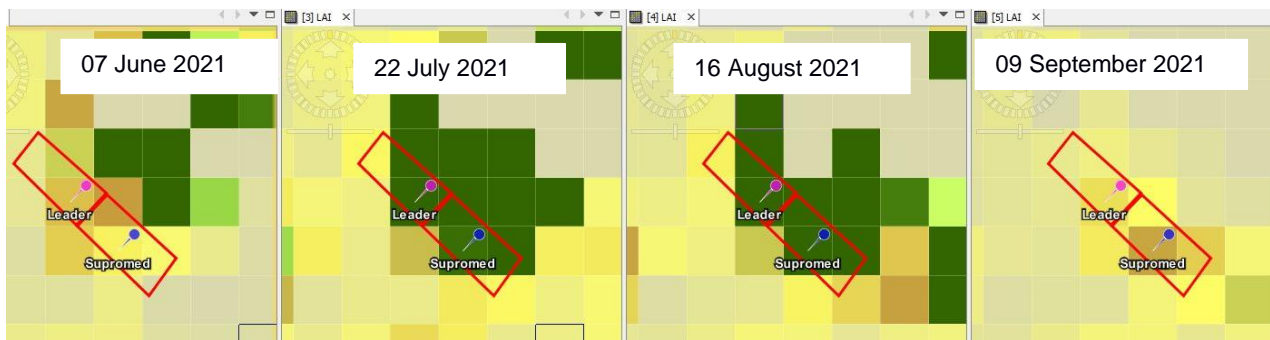 [3] LAI
[4] LAI
[5] LAI
07 June 2021
22 July 2021
16 August 2021
09 September 2021
Leader
Supromed
Leader
Supromed
Leader
Supromed
Leader
Supromed